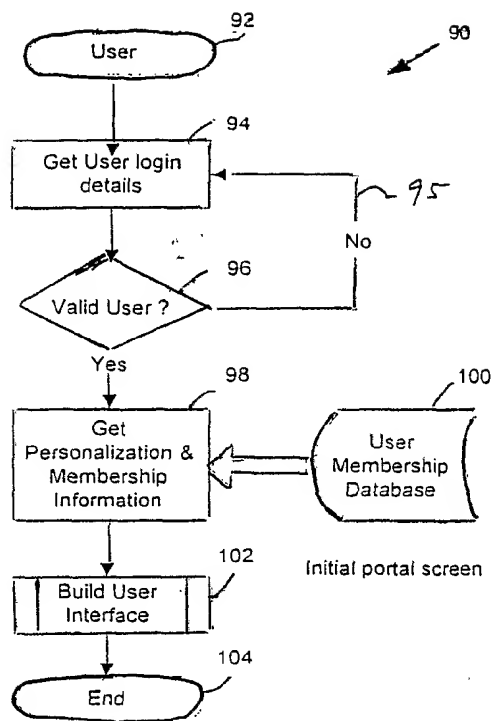 92
User
90
94
Get User login
details
95
No
96
Valid User ?
Yes
98
100
Get
Personalization &
Membership
Information
User
Membership
Database
Initial portal screen
102
Build User
Interface
104
End